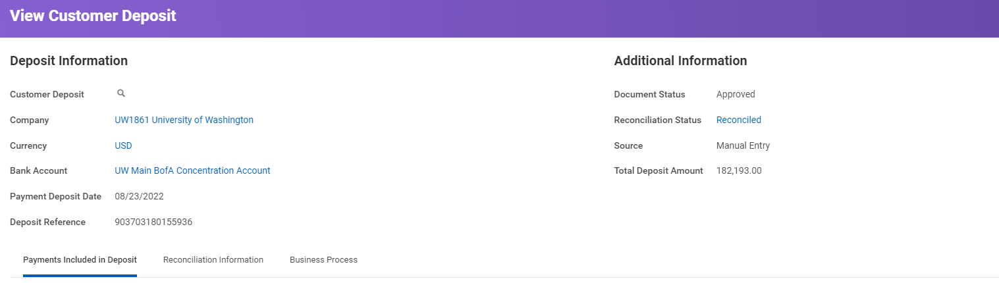 View Customer Deposit
Deposit Information
Customer Deposit
Company UW1861 University of Washington
Currency USD
Bank Account UW Main BofA Concentration Account
Payment Deposit Date 08/23/2022
Deposit Reference 903703180155936
Additional Information
Document Status Approved
Reconciliation Status Reconciled
Source Manual Entry
Total Deposit Amount 182,193.00
Payments Included in Deposit Reconciliation Information Business Process